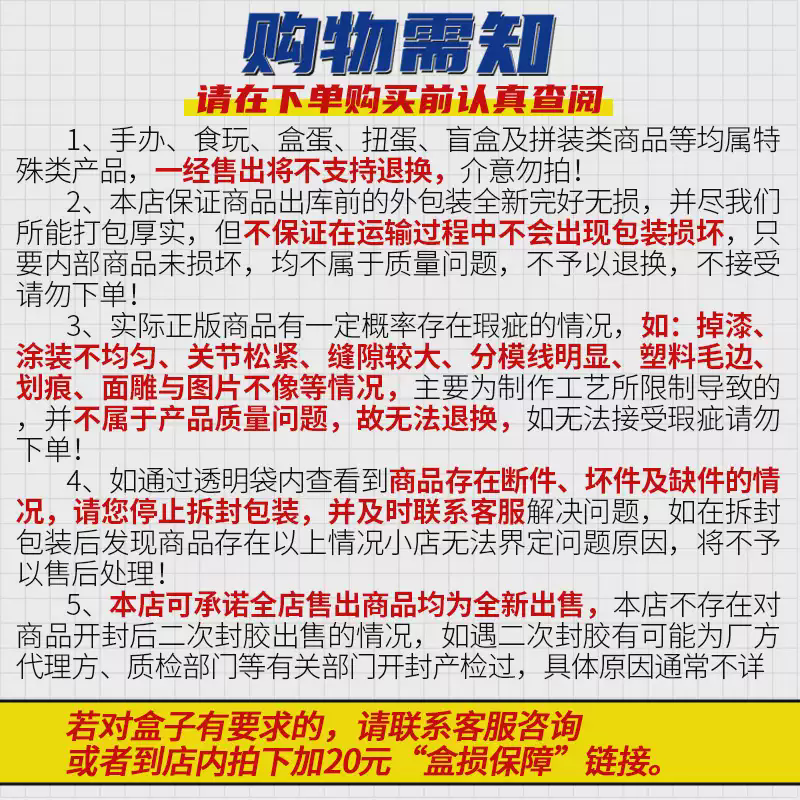 购物需知
请在下单购买前认真查阅
1、手办、食玩、盒蛋、扭蛋、盲盒及拼装类商品等均属特
殊类产品，一经售出将不支持退换，介意勿拍！
2、本店保证商品出库前的外包装全新完好无损，并尽我们
所能打包厚实，但不保证在运输过程中不会出现包装损坏，只
要内部商品未损坏，均不属于质量问题，不予以退换，不接受
请勿下单！
3、实际正版商品有一定概率存在瑕疵的情况，如：掉漆、
涂装不均匀、关节松紧、缝隙较大、分模线明显、塑料毛边、
划痕、面雕与图片不像等情况，主要为制作工艺所限制导致的
，并不属于产品质量问题，故无法退换，如无法接受瑕疵请勿
下单！
4、如通过透明袋内查看到商品存在断件、坏件及缺件的情
况，请您停止拆封包装，并及时联系客服解决问题，如在拆封
包装后发现商品存在以上情况小店无法界定问题原因，将不予
以售后处理！
5、本店可承诺全店售出商品均为全新出售，本店不存在对
商品开封后二次封胶出售的情况，如遇二次封胶有可能为厂方
代理方、质检部门等有关部门开封产检过，具体原因通常不详
若对盒子有要求的，请联系客服咨询
或者到店内拍下加20元“盒损保障”链接。